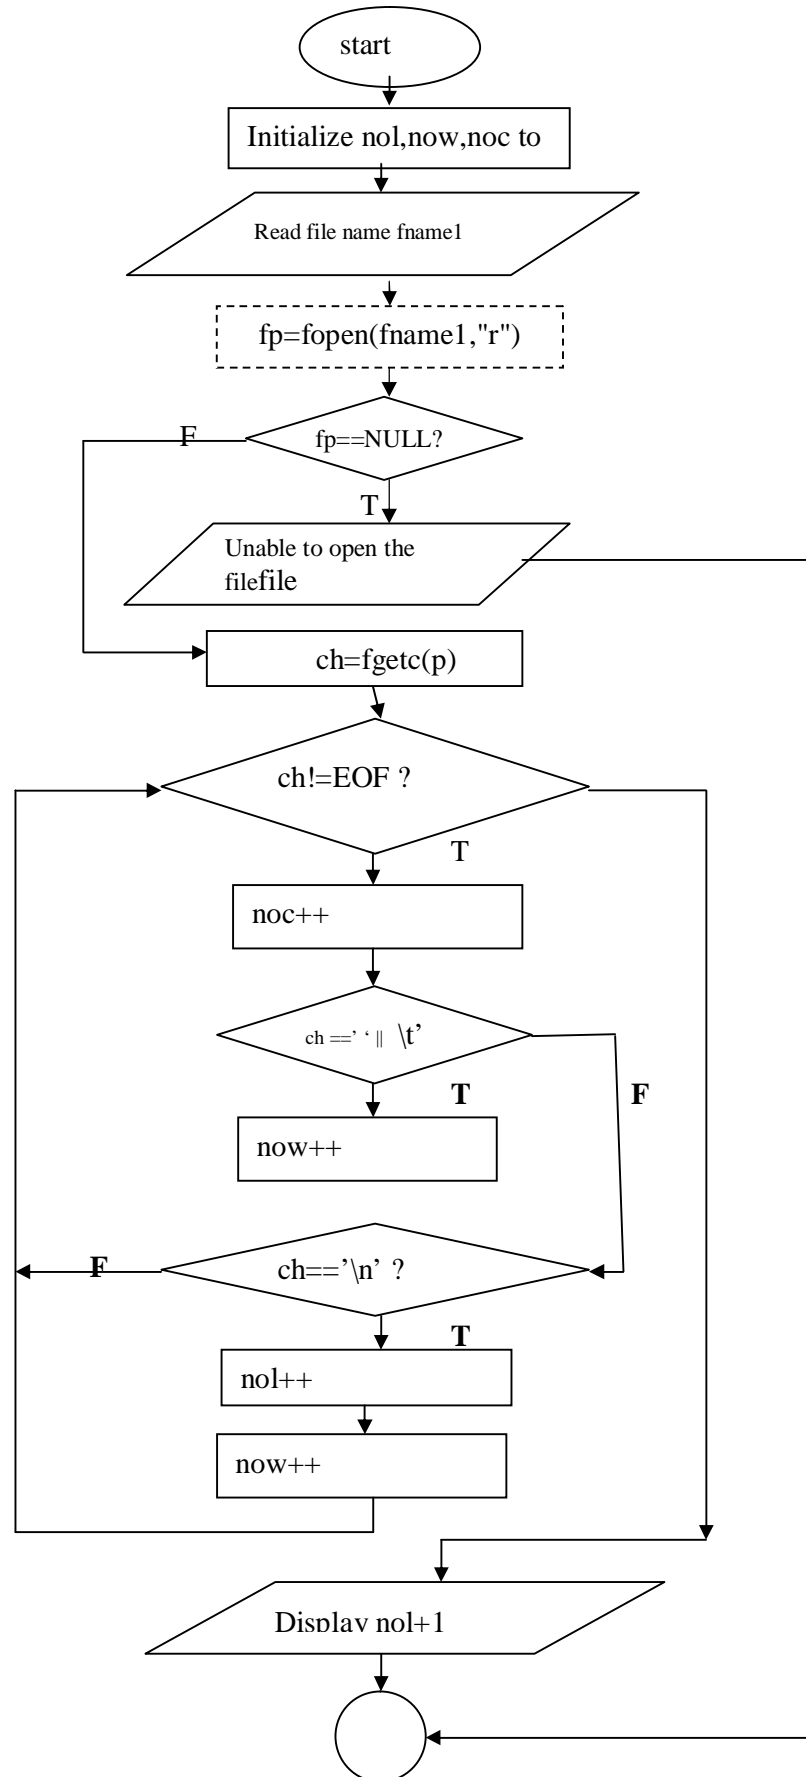 start
Initialize nol,now,noc to
Read file name fname1
fp=fopen(fname1,"r")
F
fp==NULL?
T
Unable to open the
filefile
ch=fgetc(p)
ch!=EOF ?
T
noc++
ch ==’ ‘ || \t’
T
F
now++
F
ch==’\n’ ?
T
nol++
now++
Display nol+1